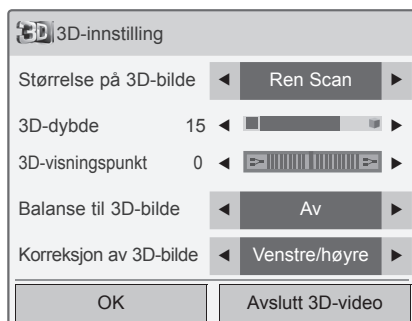 3D 3D-innstilling
Størrelse på 3D-bilde ◄ Ren Scan ►
3D-dybde 15 ◄ ►
3D-visningspunkt 0 ◄ ►
Balanse til 3D-bilde ◄ Av ►
Korreksjon av 3D-bilde ◄ Venstre/høyre ►
OK Avslutt 3D-video